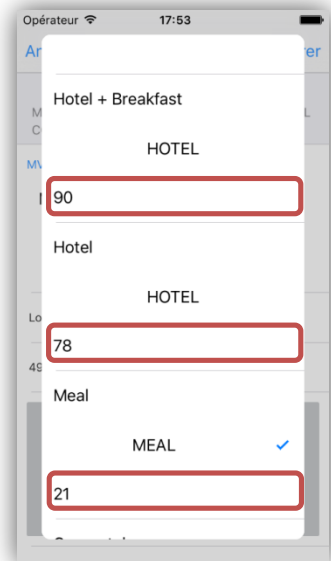 Opérateur 17:53
Hotel + Breakfast
HOTEL
90
Hotel
HOTEL
78
Meal
MEAL
21